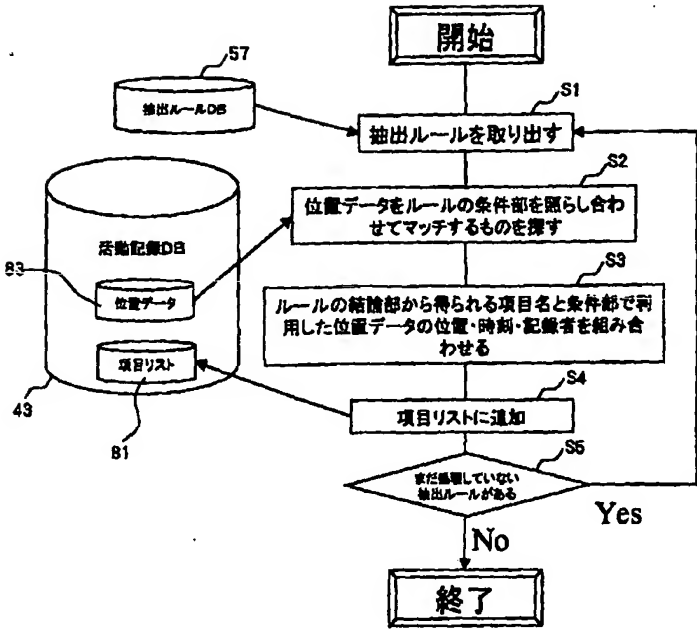 開始
57
抽出ルールDB
S1
抽出ルールを取り出す
S2
位置データをルールの条件部を照らし合わ
せてマッチするものを探す
活動記録DB
83
位置データ
S3
ルールの結論部から得られる項目名と条件部で利
用した位置データの位置・時刻・記録者を組み合
わせる
項目リスト
43
81
S4
項目リストに追加
S5
まだ処理していない
抽出ルールがある
Yes
No
終了